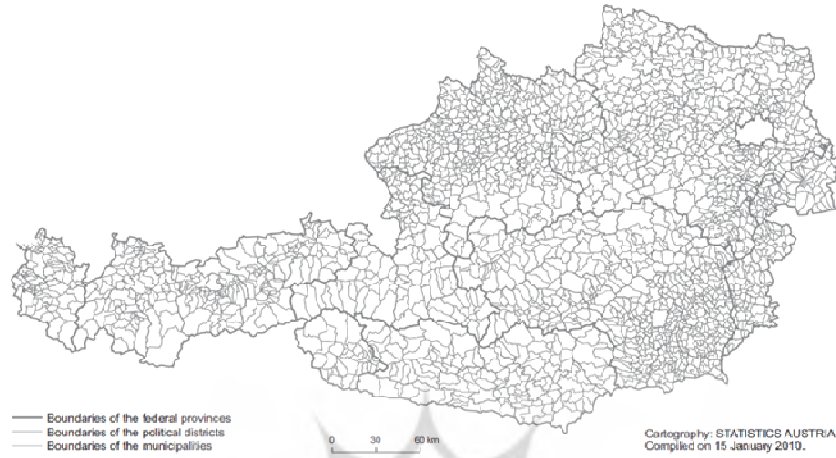 Boundaries of the federal provinces
Boundaries of the political districts
Boundaries of the municipalities
0 30 60 km
Cartography: STATISTICS AUSTRIA
Compiled on 15 January 2010.